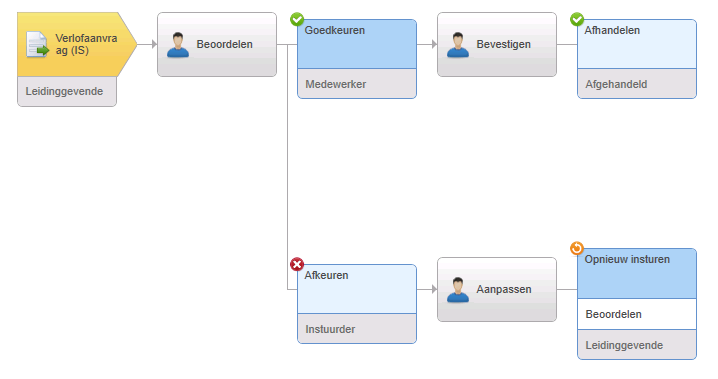 Verlofaanvra
ag (IS)
Leidinggevende
Beoordelen
Goedkeuren
Medewerker
Bevestigen
Afhandelen
Afgehandeld
Afkeuren
Instuurder
Aanpassen
Opnieuw insturen
Beoordelen
Leidinggevende